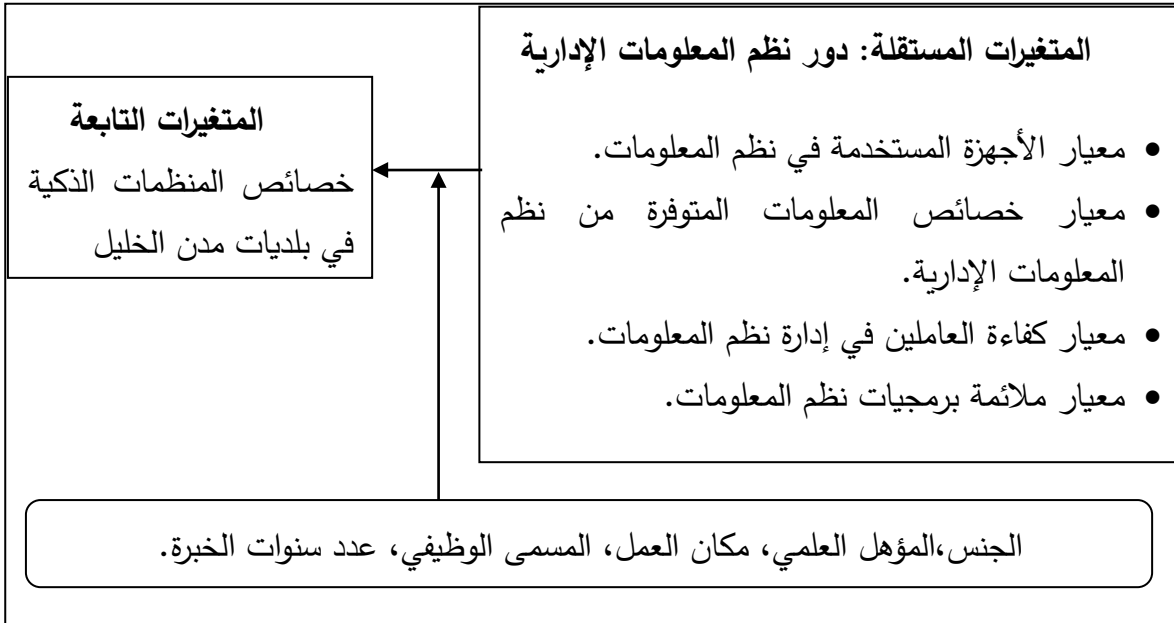 المتغيرات المستقلة: دور نظم المعلومات الإدارية
• معيار الأجهزة المستخدمة في نظم المعلومات.
• معيار خصائص المعلومات المتوفرة من نظم
المعلومات الإدارية.
• معيار كفاءة العاملين في إدارة نظم المعلومات.
• معيار ملائمة برمجيات نظم المعلومات.
المتغيرات التابعة
خصائص المنظمات الذكية
في بلديات مدن الخليل
الجنس،المؤهل العلمي، مكان العمل، المسمى الوظيفي، عدد سنوات الخبرة.